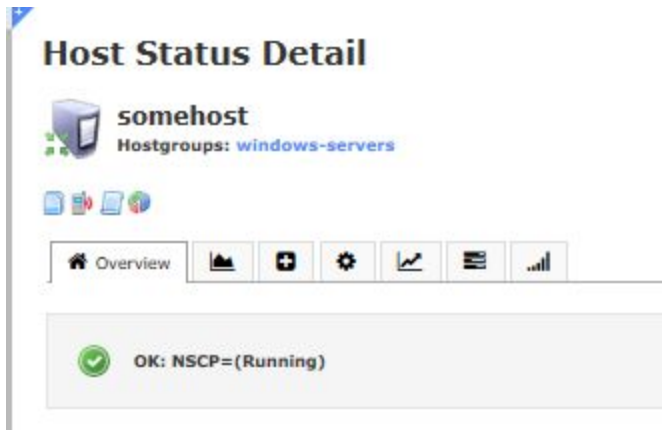 Host Status Detail
somehost
Hostgroups: windows-servers
Overview
OK: NSCP=(Running)